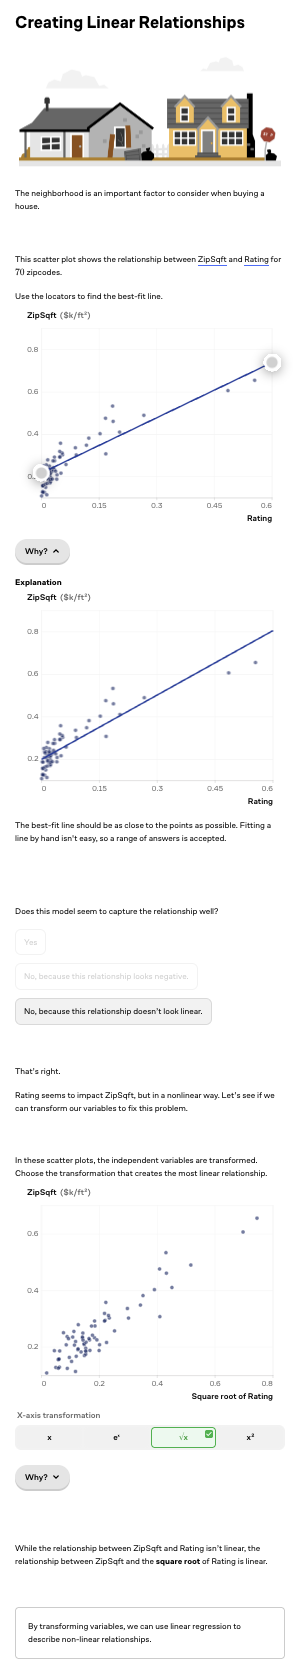 Creating Linear Relationships
The neighborhood is an important factor to consider when buying a
house.
This scatter plot shows the relationship between ZipSqft and Rating for
70 zipcodes.
Use the locators to find the best-fit line.
ZipSqft ($k/ft²)
0.8
0.6
0.4
0 0.15 0.3 0.45 0.6
Rating
Why?
Explanation
ZipSqft ($k/ft²)
0.8
0.6
0.4
0.2
0 0.15 0.3 0.45 0.6
Rating
The best-fit line should be as close to the points as possible. Fitting a
line by hand isn't easy, so a range of answers is accepted.
Does this model seem to capture the relationship well?
Yes
No, because this relationship looks negative.
No, because this relationship doesn't look linear.
That's right.
Rating seems to impact ZipSqft, but in a nonlinear way. Let's see if we
can transform our variables to fix this problem.
In these scatter plots, the independent variables are transformed.
Choose the transformation that creates the most linear relationship.
ZipSqft ($k/ft²)
0.6
0.4
0.2
0 0.2 0.4 0.6 0.8
Square root of Rating
X-axis transformation
x eˣ √x x²
Why?
While the relationship between ZipSqft and Rating isn't linear, the
relationship between ZipSqft and the square root of Rating is linear.
By transforming variables, we can use linear regression to
describe non-linear relationships.